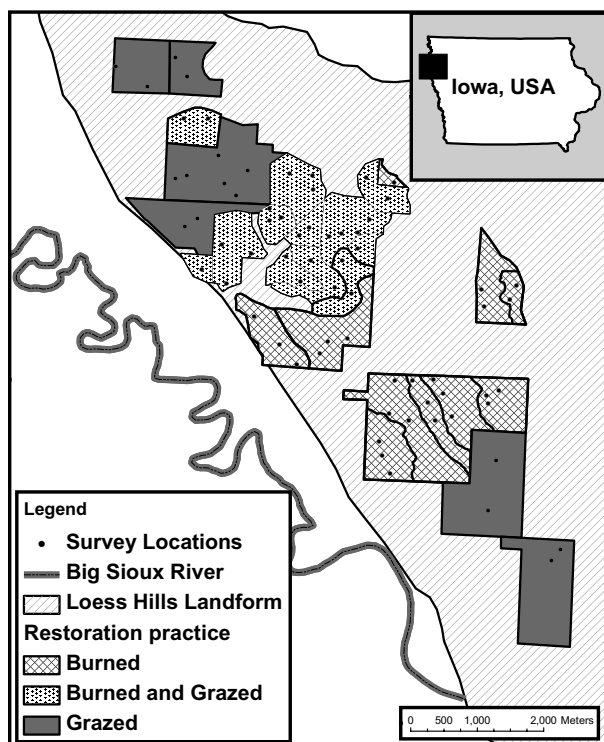 Iowa, USA
Legend
Survey Locations
Big Sioux River
Loess Hills Landform
Restoration practice
Burned
Burned and Grazed
Grazed
0 500 1,000 2,000 Meters